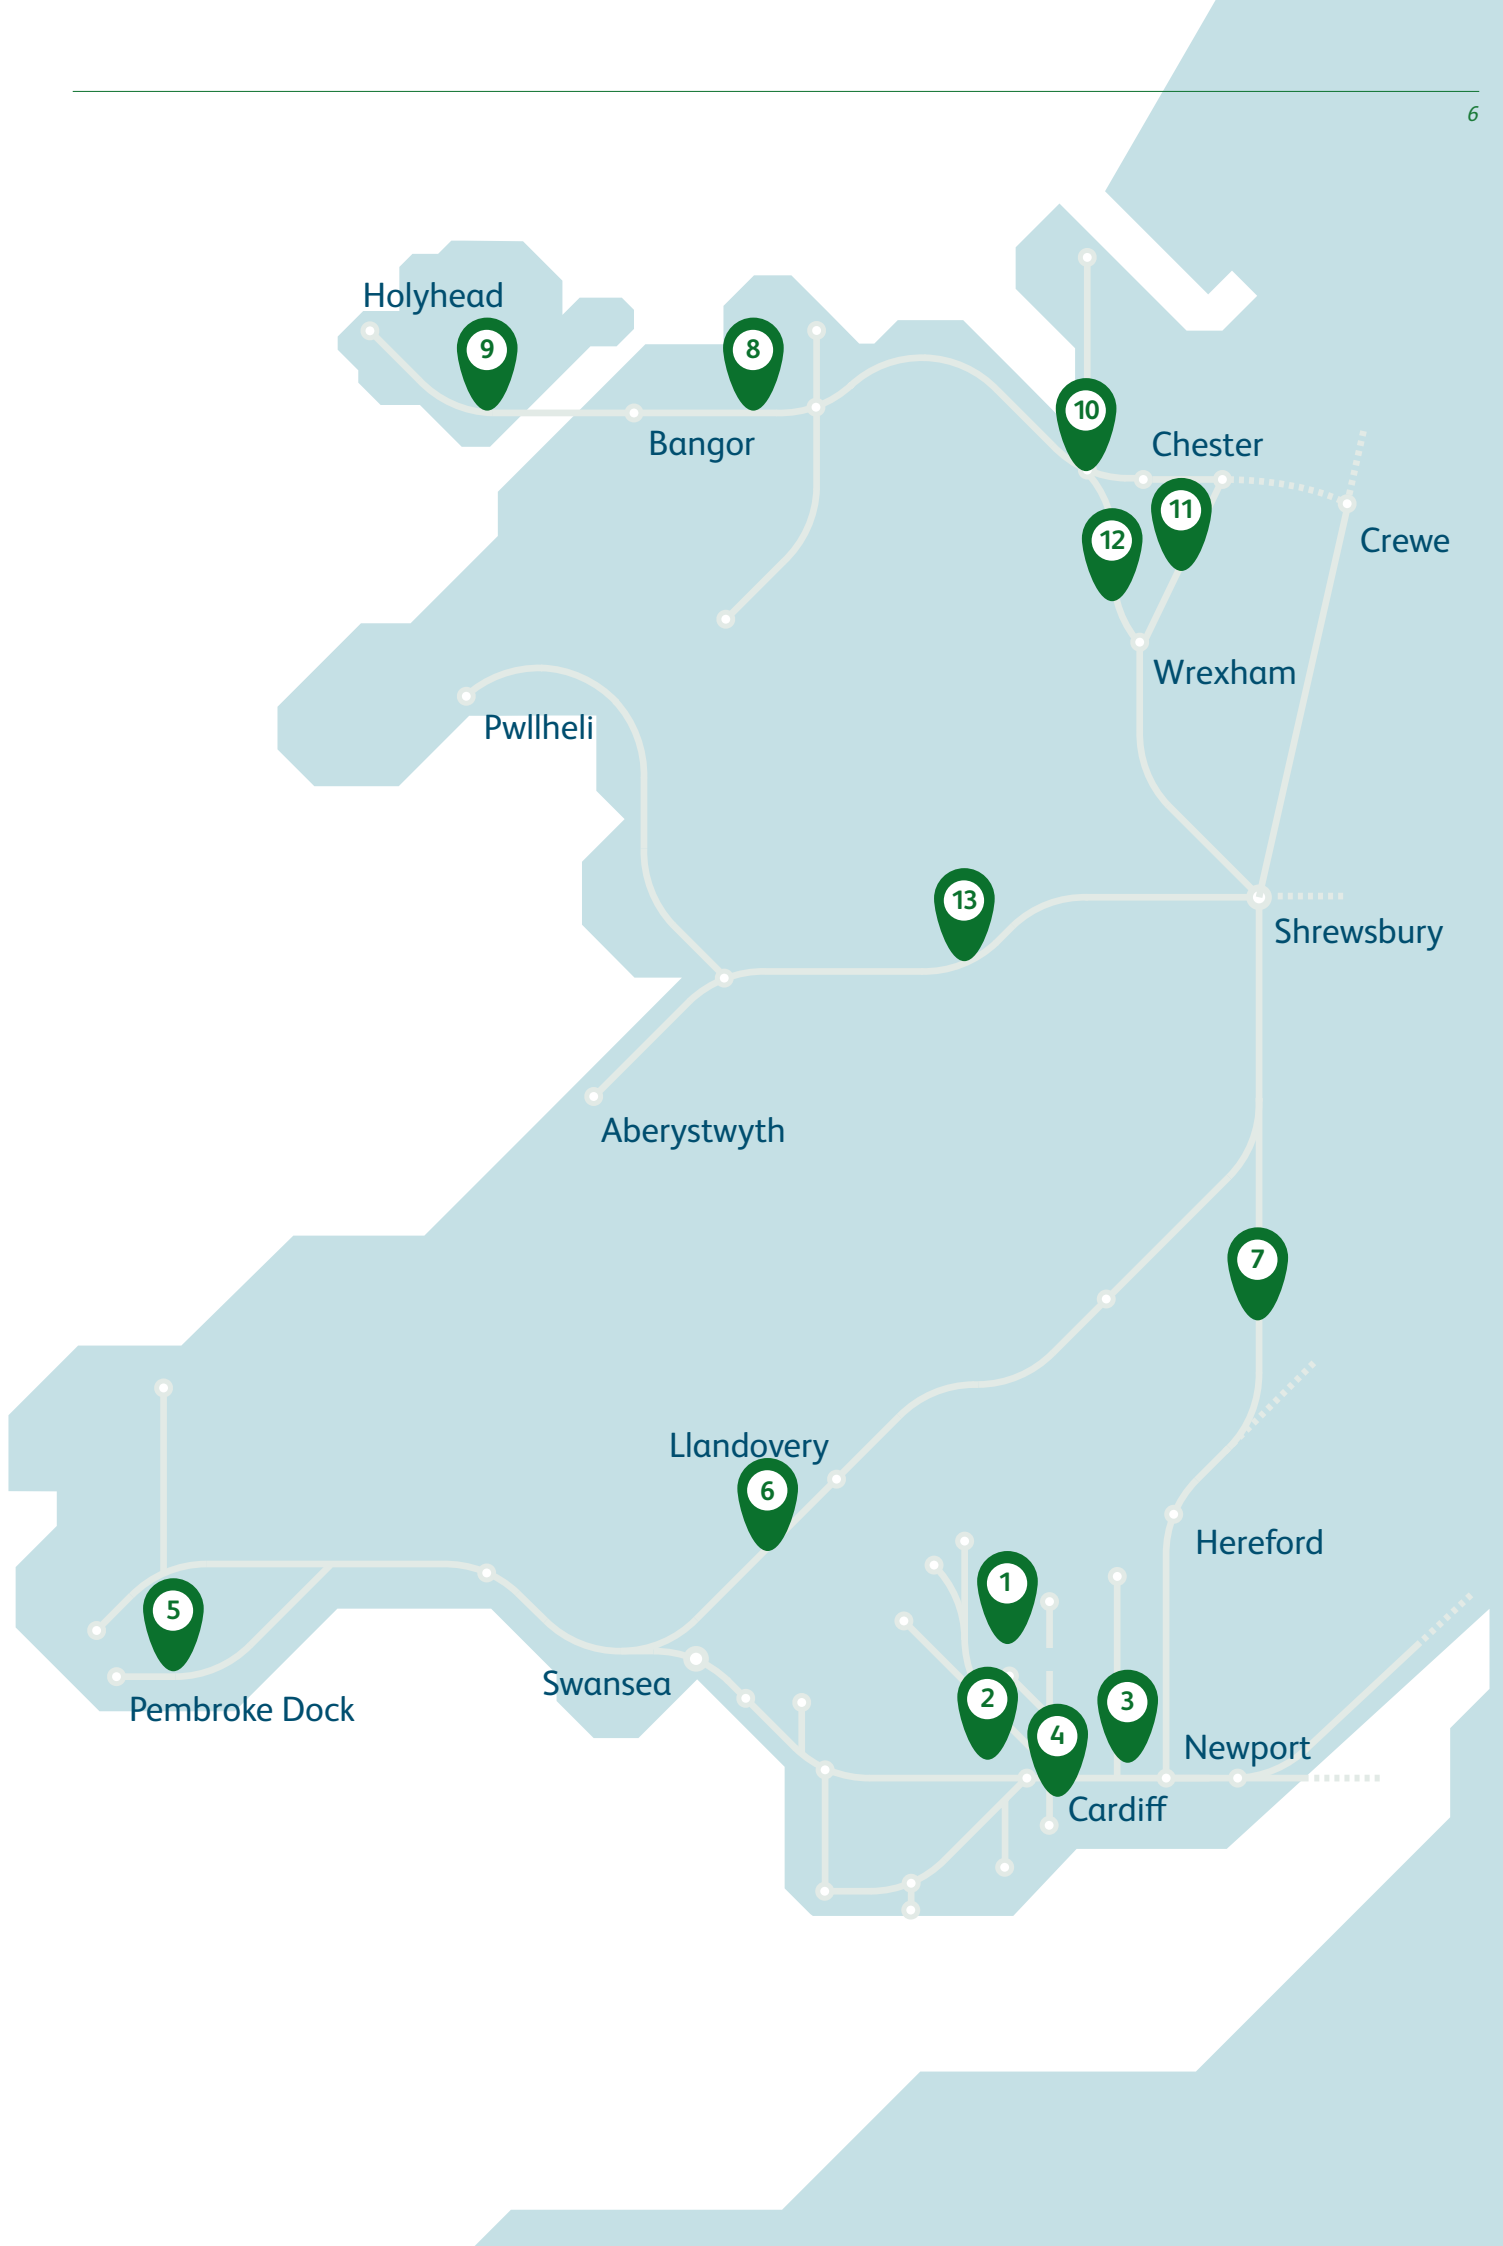 6
Holyhead
9
8
10
Bangor
Chester
11
12
Crewe
Wrexham
Pwllheli
13
Shrewsbury
Aberystwyth
7
Llandovery
6
Hereford
1
5
Swansea
2
3
Pembroke Dock
4
Newport
Cardiff